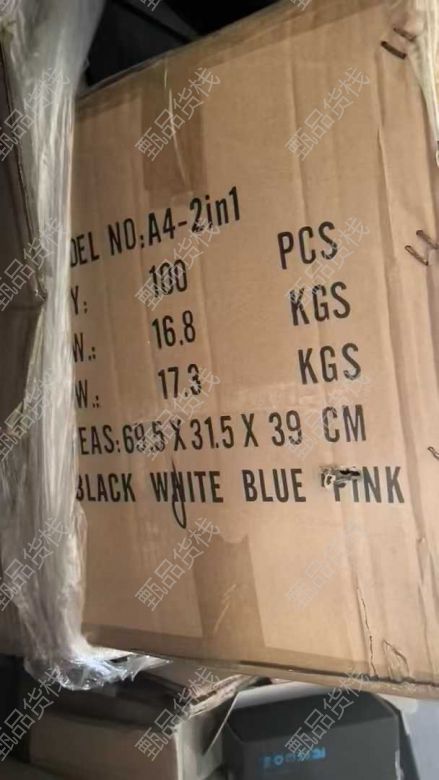 DEL NO:A4-2in1
Y: 100 PCS
W.: 16.8 KGS
W.: 17.3 KGS
EAS:69.5 X 31.5 X 39 CM
BLACK WHITE BLUE PINK
甄品货栈